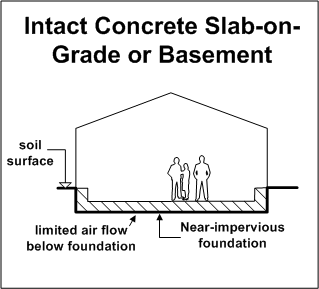 Intact Concrete Slab-on-
Grade or Basement
soil
surface
limited air flow
below foundation
Near-impervious
foundation